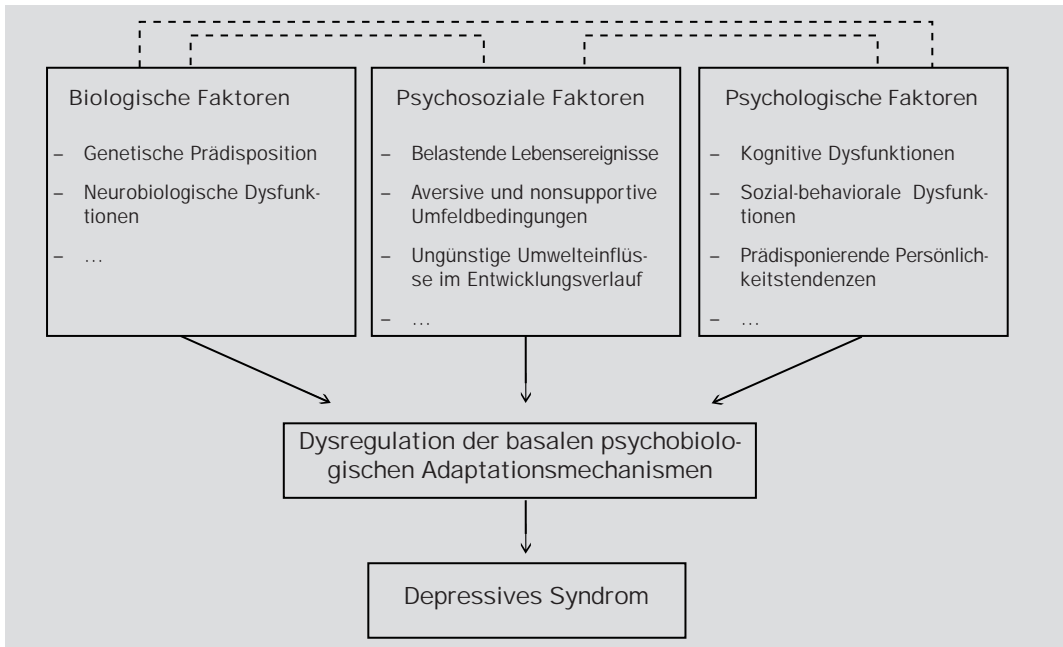 Biologische Faktoren
– Genetische Prädisposition
– Neurobiologische Dysfunk-
tionen
– …
Psychosoziale Faktoren
– Belastende Lebensereignisse
– Aversive und nonsupportive
Umfeldbedingungen
– Ungünstige Umwelteinflüs-
se im Entwicklungsverlauf
– …
Psychologische Faktoren
– Kognitive Dysfunktionen
– Sozial-behaviorale Dysfunk-
tionen
– Prädisponierende Persönlich-
keitstendenzen
– …
Dysregulation der basalen psychobiolo-
gischen Adaptationsmechanismen
Depressives Syndrom